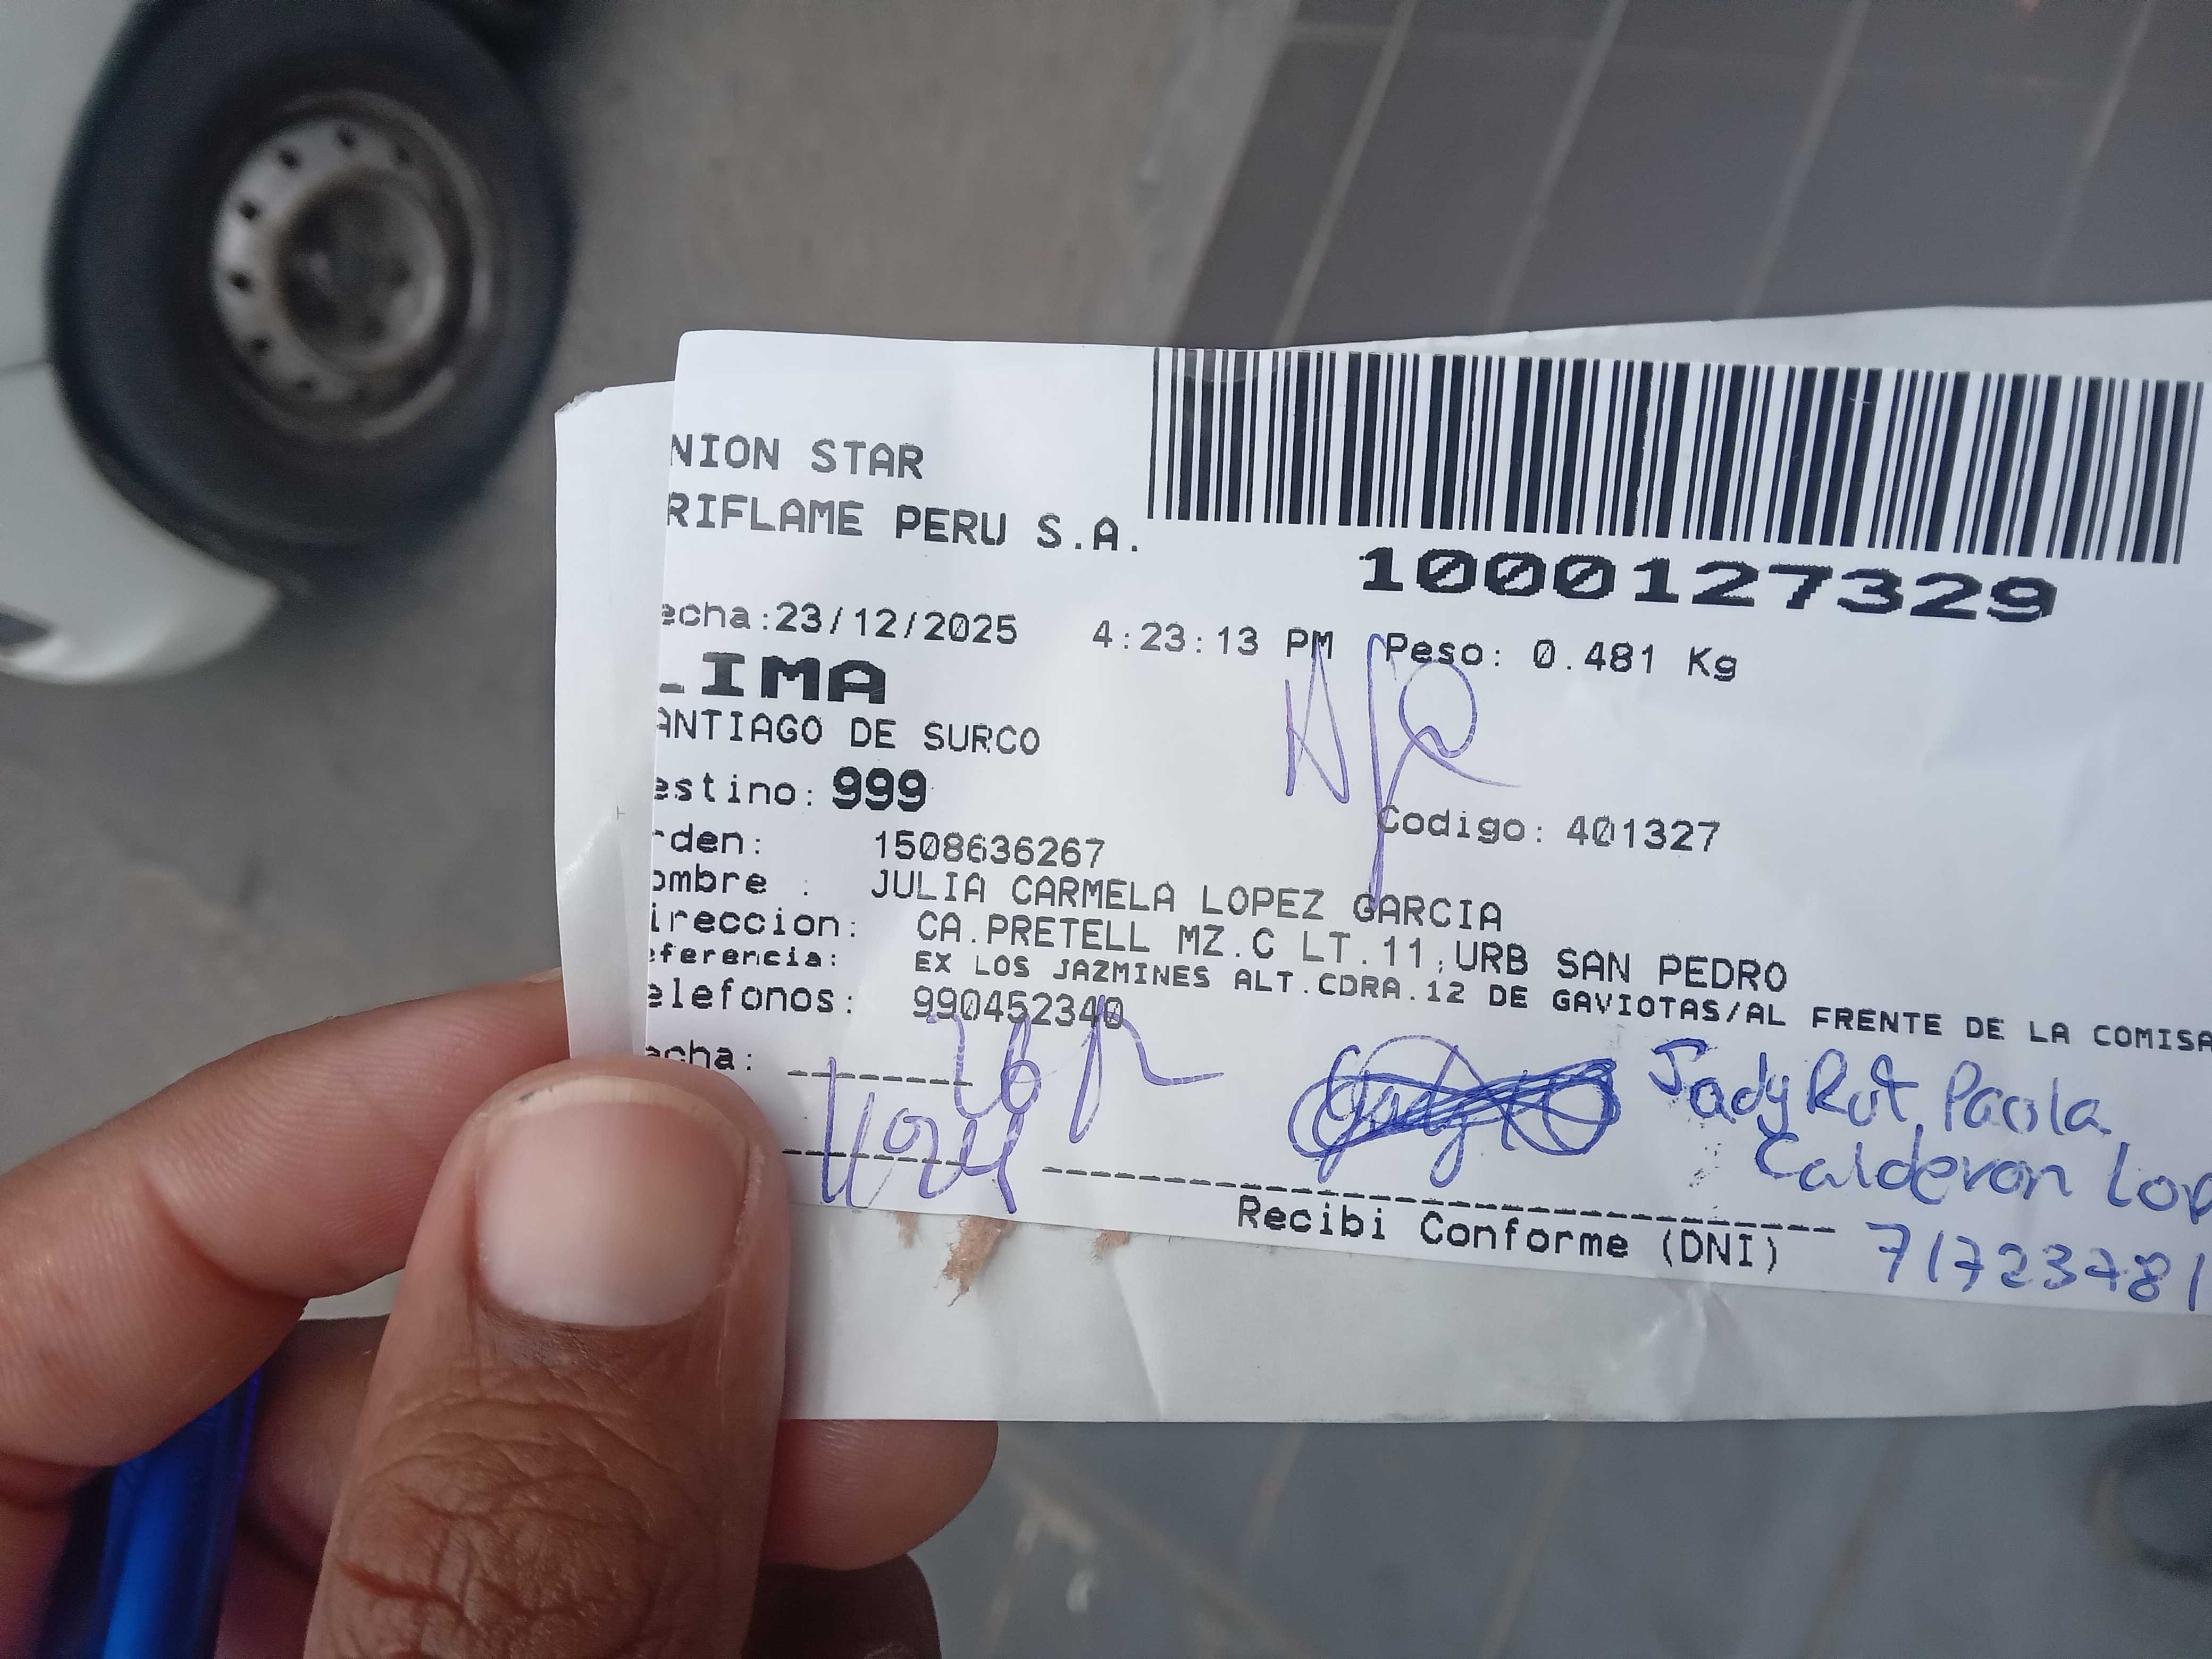 NION STAR
RIFLAME PERU S.A.
1000127329
echa:23/12/2025 4:23:13 PM Peso: 0.481 Kg
LIMA
ANTIAGO DE SURCO
estino: 999
Codigo: 401327
rden: 1508636267
ombre : JULIA CARMELA LOPEZ GARCIA
ireccion: CA.PRETELL MZ.C LT.11,URB SAN PEDRO
eferencia: EX LOS JAZMINES ALT.CDRA.12 DE GAVIOTAS/AL FRENTE DE LA COMISA
elefonos: 990452340
echa:
Jady Rut Paola
Calderon Lop
Recibi Conforme (DNI) 71723781